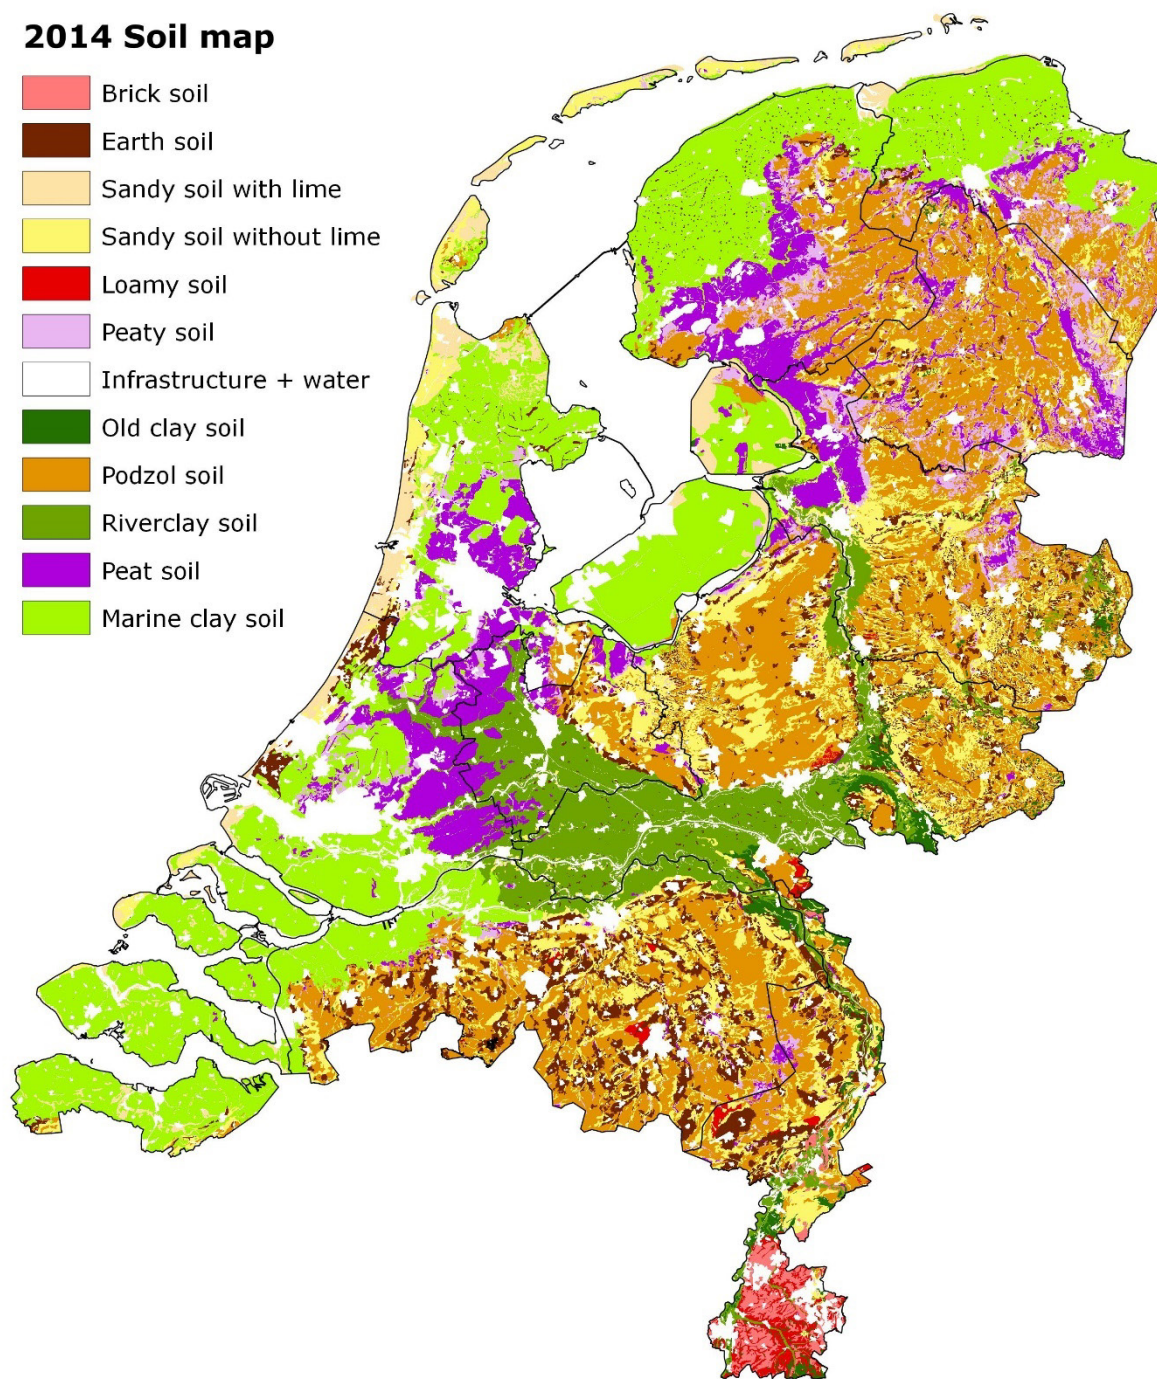 2014 Soil map
Brick soil
Earth soil
Sandy soil with lime
Sandy soil without lime
Loamy soil
Peaty soil
Infrastructure + water
Old clay soil
Podzol soil
Riverclay soil
Peat soil
Marine clay soil